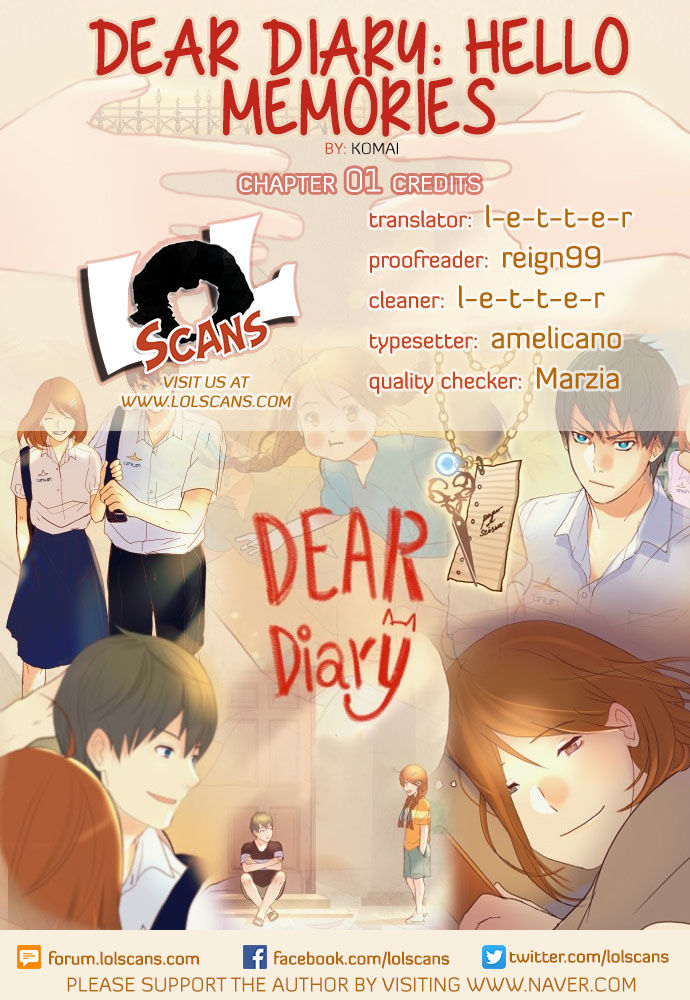 DEAR DIARY: HELLO
MEMORIES
BY: KOMAI
CHAPTER 01 CREDITS
translator: l-e-t-t-e-r
proofreader: reign99
cleaner: l-e-t-t-e-r
typesetter: amelicano
quality checker: Marzia
LOL
SCANS
VISIT US AT
WWW.LOLSCANS.COM
DEAR
Diary
forum.lolscans.com
facebook.com/lolscans
twitter.com/lolscans
PLEASE SUPPORT THE AUTHOR BY VISITING WWW.NAVER.COM